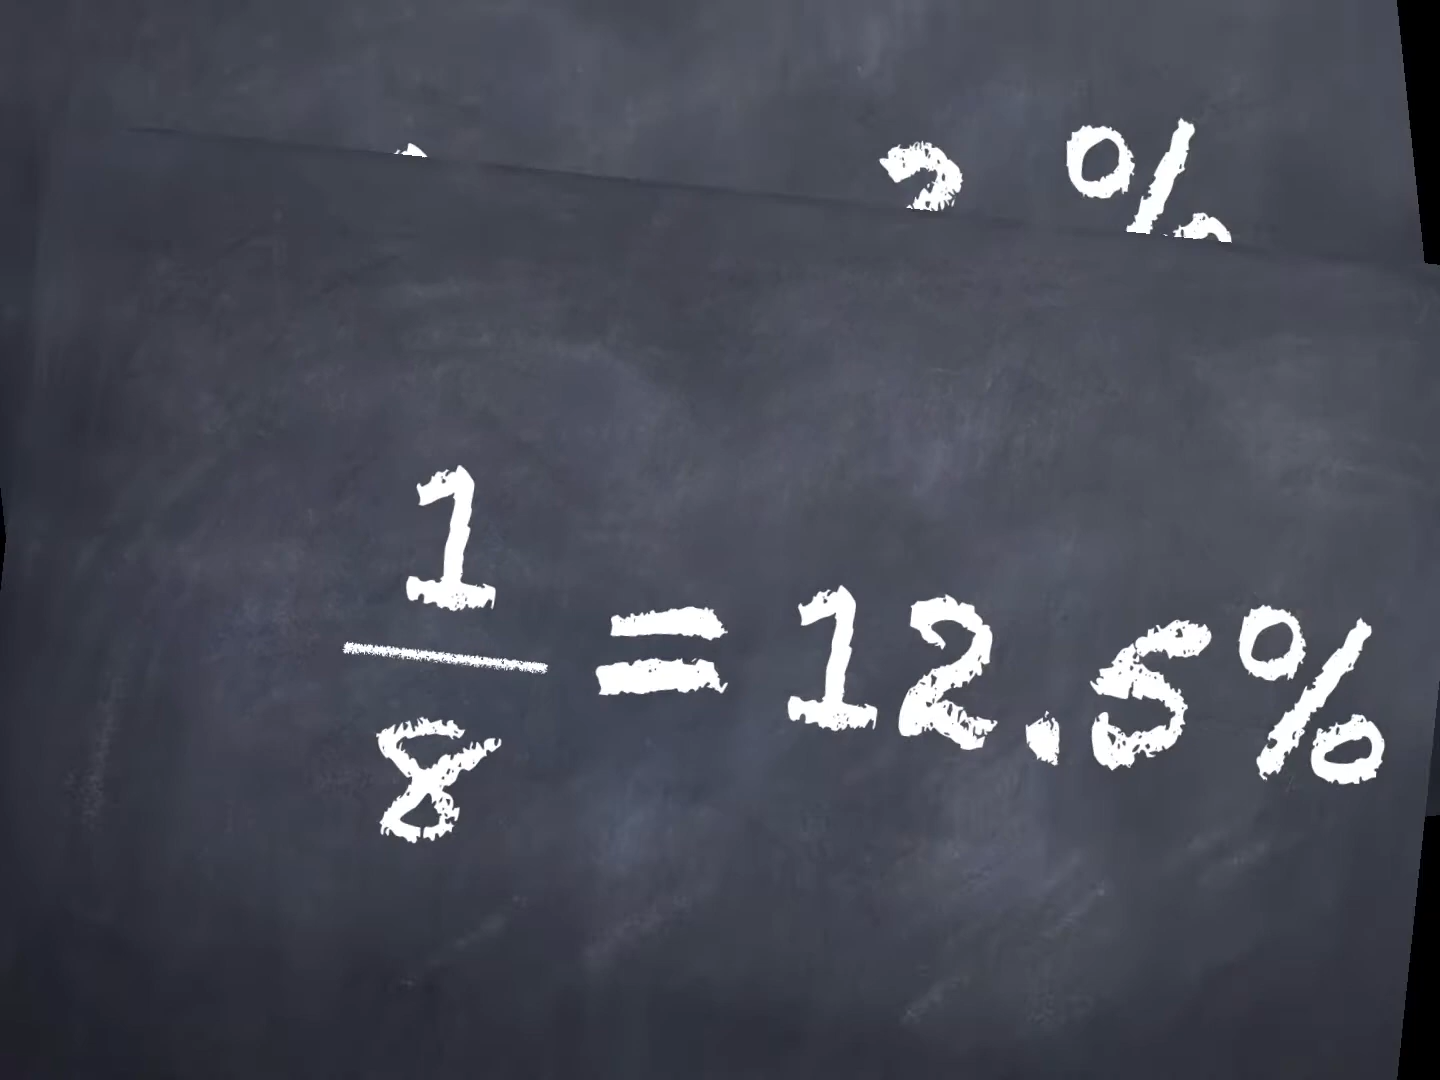 %
1/8 = 12.5%